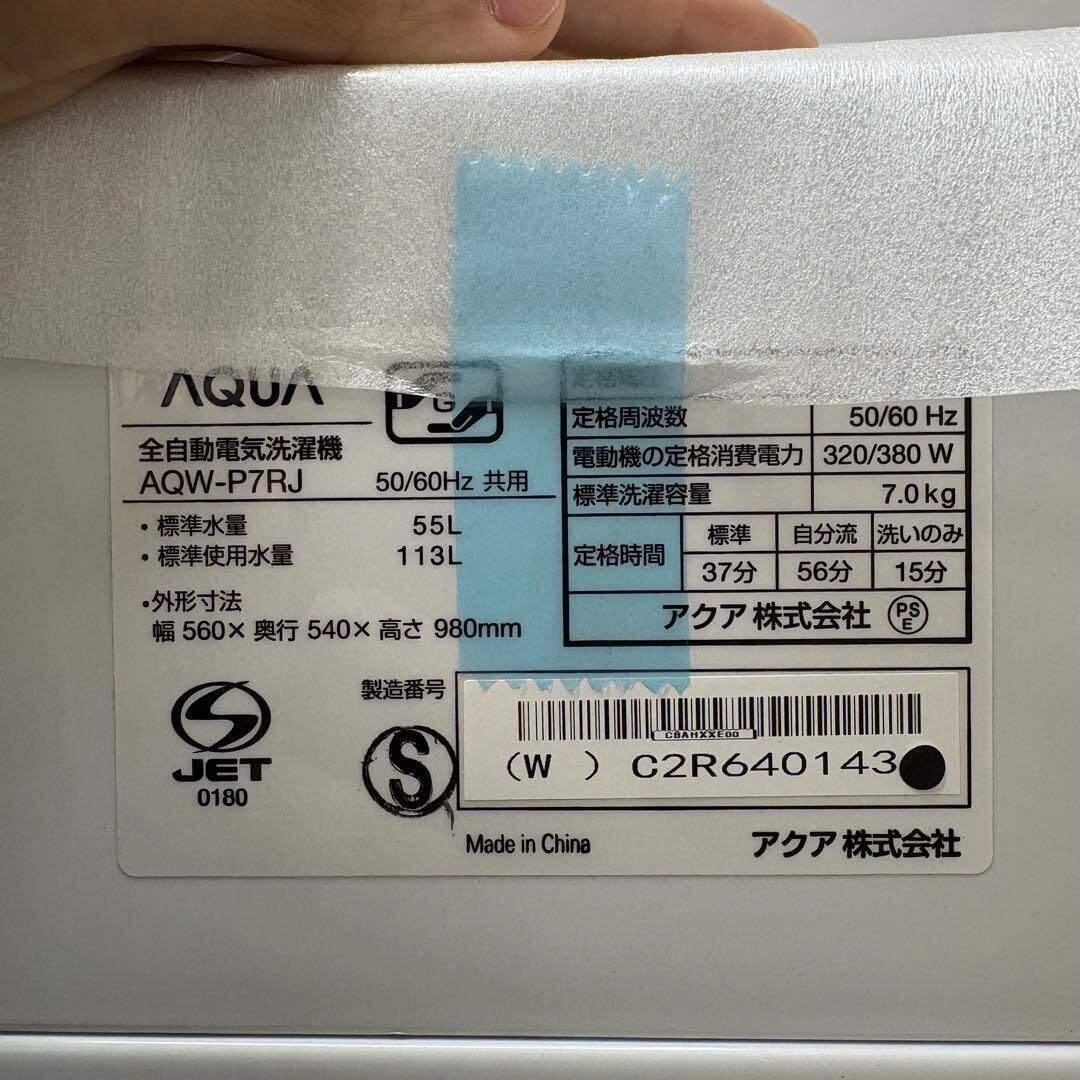 AQUA
G
全自動電気洗濯機
AQW-P7RJ 50/60Hz 共用
・標準水量 55L
・標準使用水量 113L
・外形寸法
幅 560× 奥行 540× 高さ 980mm
定格周波数 50/60 Hz
電動機の定格消費電力 320/380 W
標準洗濯容量 7.0kg
定格時間 標準 自分流 洗いのみ
37分 56分 15分
アクア 株式会社 PSE
JET
0180
製造番号
S
CBAHXXE00
(W ) C2R640143
Made in China
アクア 株式会社